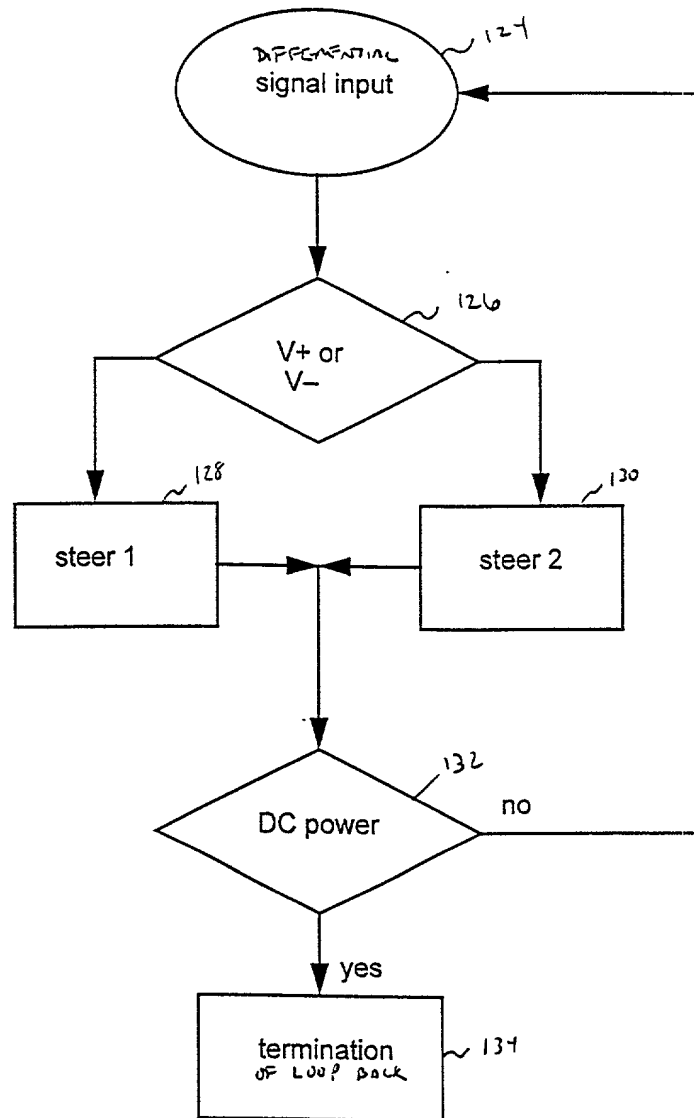 124
DIFFERENTIAL
signal input
126
V+ or
V–
128
steer 1
130
steer 2
132
DC power
no
yes
termination
OF LOOP BACK
134